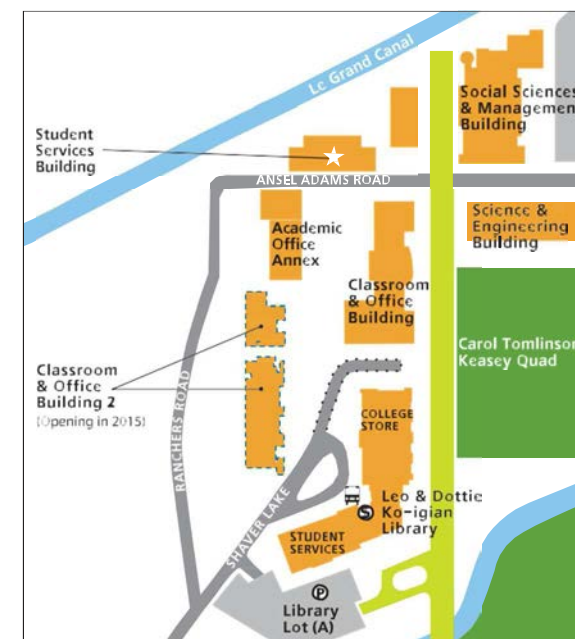 Le Grand Canal
Social Sciences
& Managemen
Building
Student
Services
Building
ANSEL ADAMS ROAD
Science &
Engineering
Building
Academic
Office
Annex
Classroom
& Office
Building
Carol Tomlinson
Keasey Quad
Classroom
& Office
Building 2
(Opening in 2015)
RANCHERS ROAD
COLLEGE
STORE
SHAVER LAKE
Leo & Dottie
Ko-igian
Library
S
STUDENT
SERVICES
P
Library
Lot (A)